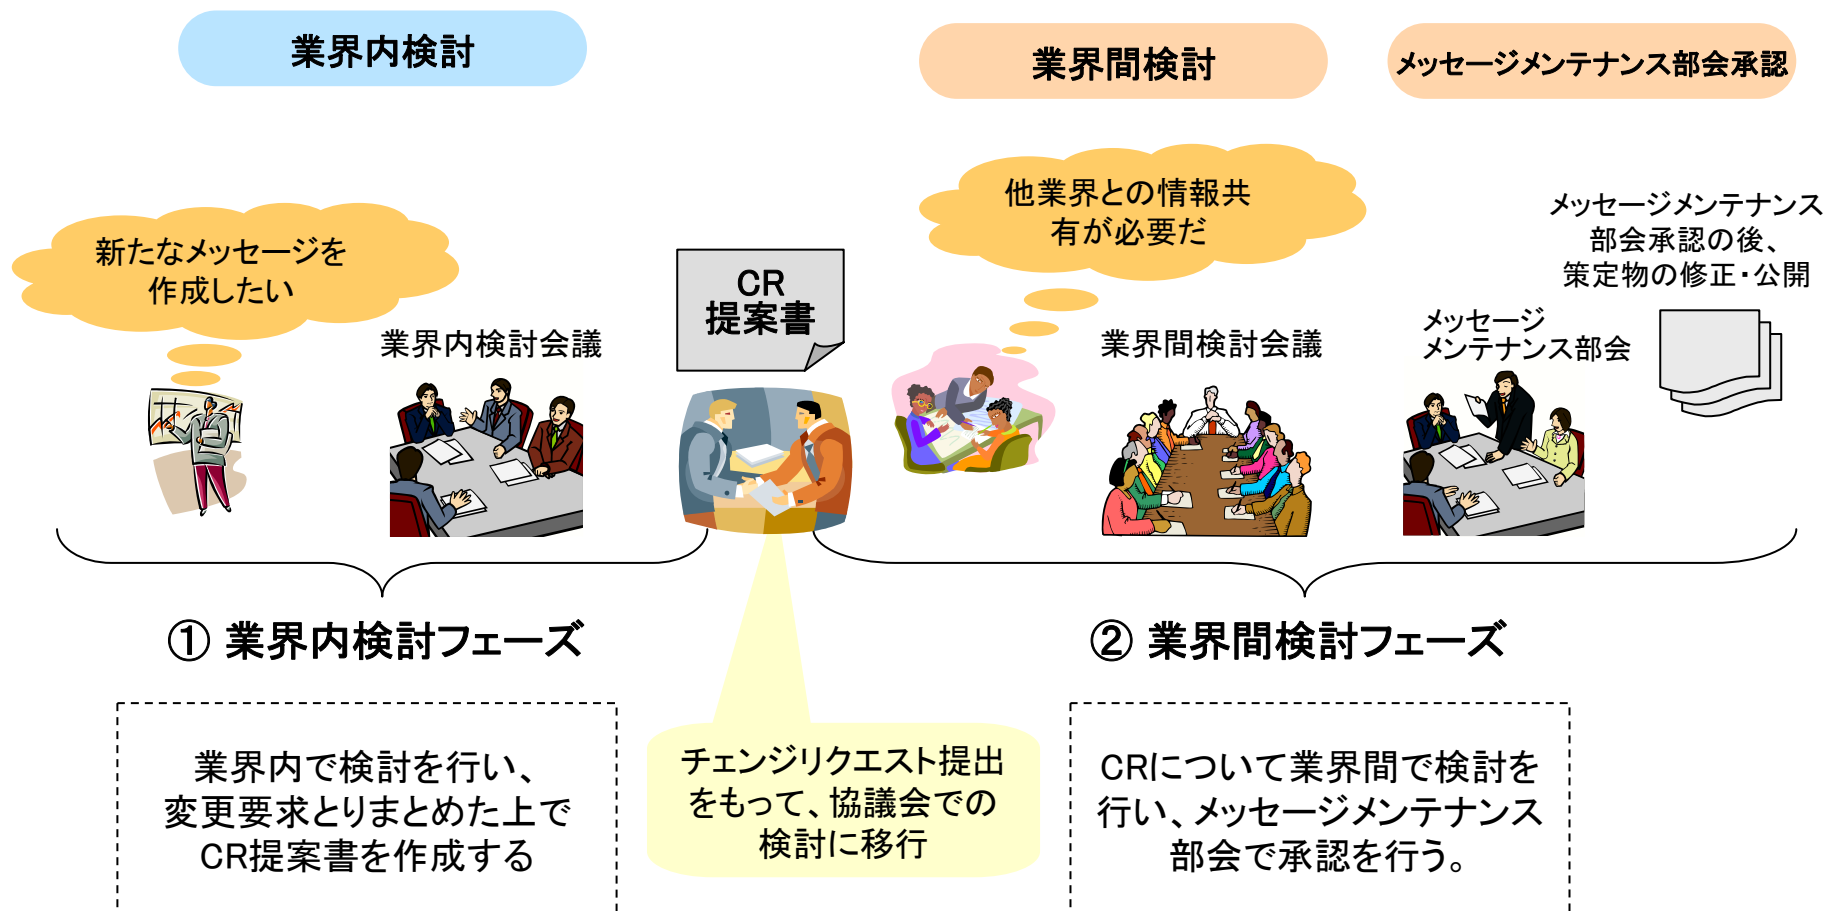 業界内検討
業界間検討
メッセージメンテナンス部会承認
新たなメッセージを
作成したい
業界内検討会議
CR
提案書
他業界との情報共
有が必要だ
業界間検討会議
メッセージ
メンテナンス部会
メッセージメンテナンス
部会承認の後、
策定物の修正・公開
① 業界内検討フェーズ
② 業界間検討フェーズ
業界内で検討を行い、
変更要求とりまとめた上で
CR提案書を作成する
チェンジリクエスト提出
をもって、協議会での
検討に移行
CRについて業界間で検討を
行い、メッセージメンテナンス
部会で承認を行う。